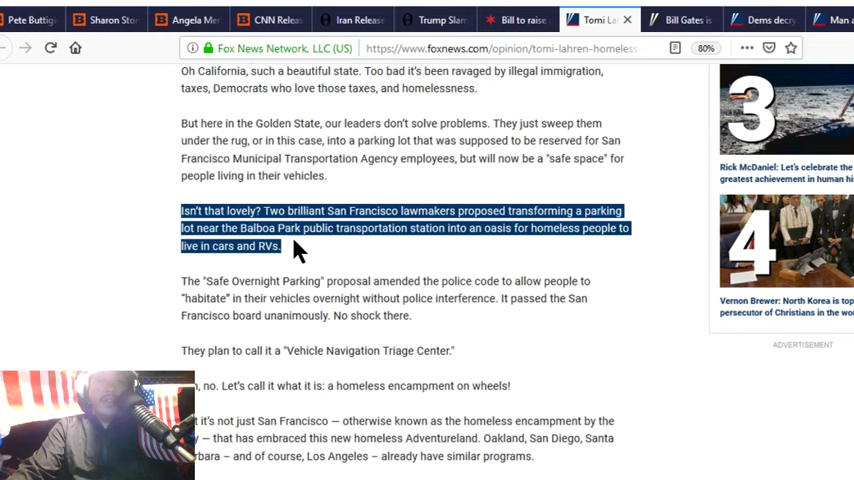 Pete Buttig
Sharon Sto
Angela Me
CNN Relea
Iran Release
Trump Slam
Bill to raise
Tomi La
Bill Gates is
Dems decry
Man a
Fox News Network, LLC (US)
https://www.foxnews.com/opinion/tomi-lahren-homeless-
80%
Oh California, such a beautiful state. Too bad it's been ravaged by illegal immigration,
taxes, Democrats who love those taxes, and homelessness.
But here in the Golden State, our leaders don't solve problems. They just sweep them
under the rug, or in this case, into a parking lot that was supposed to be reserved for San
Francisco Municipal Transportation Agency employees, but will now be a "safe space" for
people living in their vehicles.
Isn't that lovely? Two brilliant San Francisco lawmakers proposed transforming a parking
lot near the Balboa Park public transportation station into an oasis for homeless people to
live in cars and RVs.
The "Safe Overnight Parking" proposal amended the police code to allow people to
"habitate" in their vehicles overnight without police interference. It passed the San
Francisco board unanimously. No shock there.
They plan to call it a "Vehicle Navigation Triage Center."
no. Let's call it what it is: a homeless encampment on wheels!
it's not just San Francisco — otherwise known as the homeless encampment by the
— that has embraced this new homeless Adventureland. Oakland, San Diego, Santa
rbara – and of course, Los Angeles – already have similar programs.
3
Rick McDaniel: Let's celebrate the
greatest achievement in human his
4
Vernon Brewer: North Korea is top
persecutor of Christians in the wo
ADVERTISEMENT